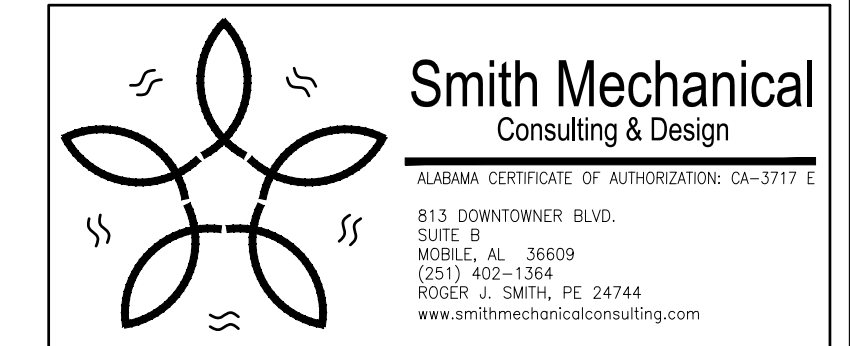 Smith Mechanical
Consulting & Design
ALABAMA CERTIFICATE OF AUTHORIZATION: CA-3717 E
813 DOWNTOWNER BLVD.
SUITE B
MOBILE, AL 36609
(251) 402-1364
ROGER J. SMITH, PE 24744
www.smithmechanicalconsulting.com